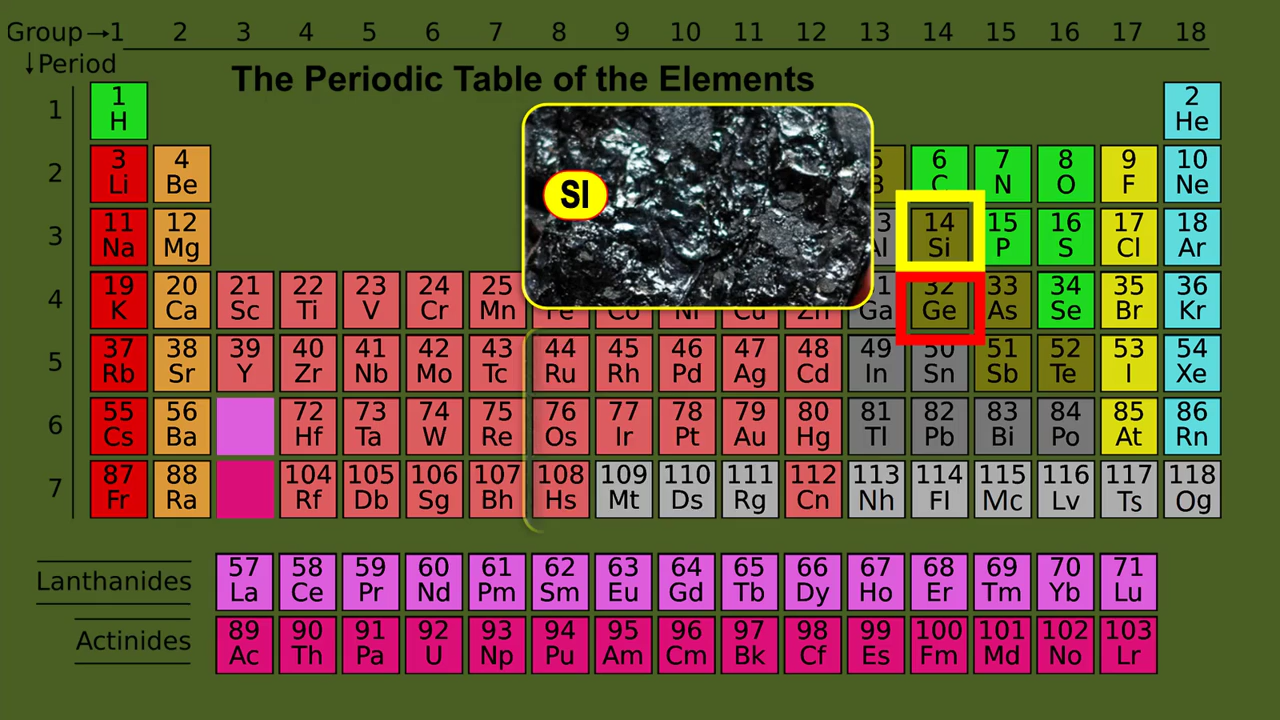 Group →1 2 3 4 5 6 7 8 9 10 11 12 13 14 15 16 17 18
↓Period
The Periodic Table of the Elements
1 1 2
H He
2 3 4 5 6 7 8 9 10
Li Be B C N O F Ne
SI
3 11 12 3 14 15 16 17 18
Na Mg Al Si P S Cl Ar
4 19 20 21 22 23 24 25 1 32 33 34 35 36
K Ca Sc Ti V Cr Mn Fe Co Ni Cu Zn Ga Ge As Se Br Kr
5 37 38 39 40 41 42 43 44 45 46 47 48 49 50 51 52 53 54
Rb Sr Y Zr Nb Mo Tc Ru Rh Pd Ag Cd In Sn Sb Te I Xe
6 55 56 72 73 74 75 76 77 78 79 80 81 82 83 84 85 86
Cs Ba Hf Ta W Re Os Ir Pt Au Hg Tl Pb Bi Po At Rn
7 87 88 104 105 106 107 108 109 110 111 112 113 114 115 116 117 118
Fr Ra Rf Db Sg Bh Hs Mt Ds Rg Cn Nh Fl Mc Lv Ts Og
Lanthanides 57 58 59 60 61 62 63 64 65 66 67 68 69 70 71
La Ce Pr Nd Pm Sm Eu Gd Tb Dy Ho Er Tm Yb Lu
Actinides 89 90 91 92 93 94 95 96 97 98 99 100 101 102 103
Ac Th Pa U Np Pu Am Cm Bk Cf Es Fm Md No Lr